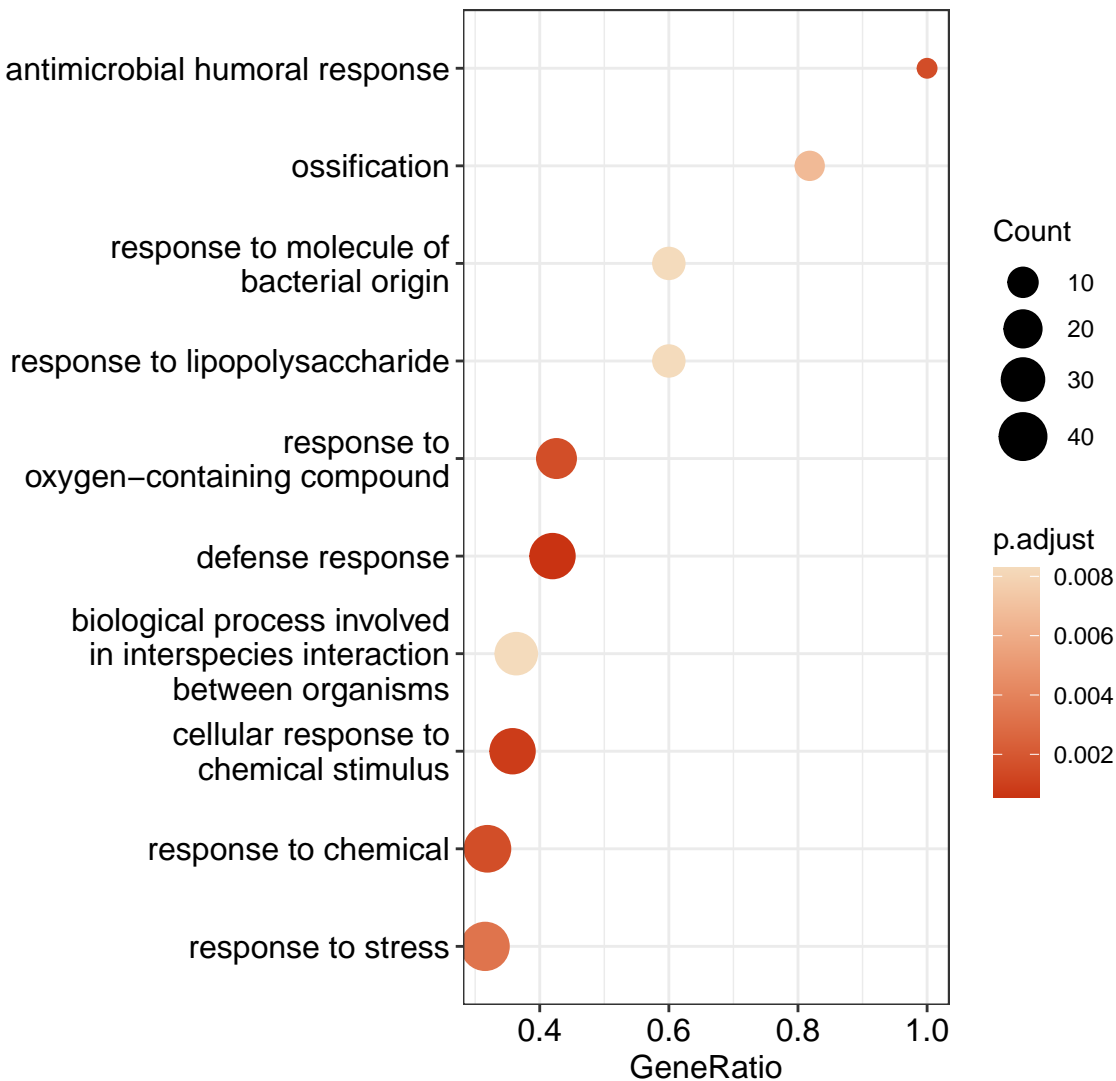 antimicrobial humoral response
ossification
response to molecule of
bacterial origin
response to lipopolysaccharide
response to
oxygen−containing compound
defense response
biological process involved
in interspecies interaction
between organisms
cellular response to
chemical stimulus
response to chemical
response to stress
0.4 0.6 0.8 1.0
GeneRatio
Count
10
20
30
40
p.adjust
0.008
0.006
0.004
0.002